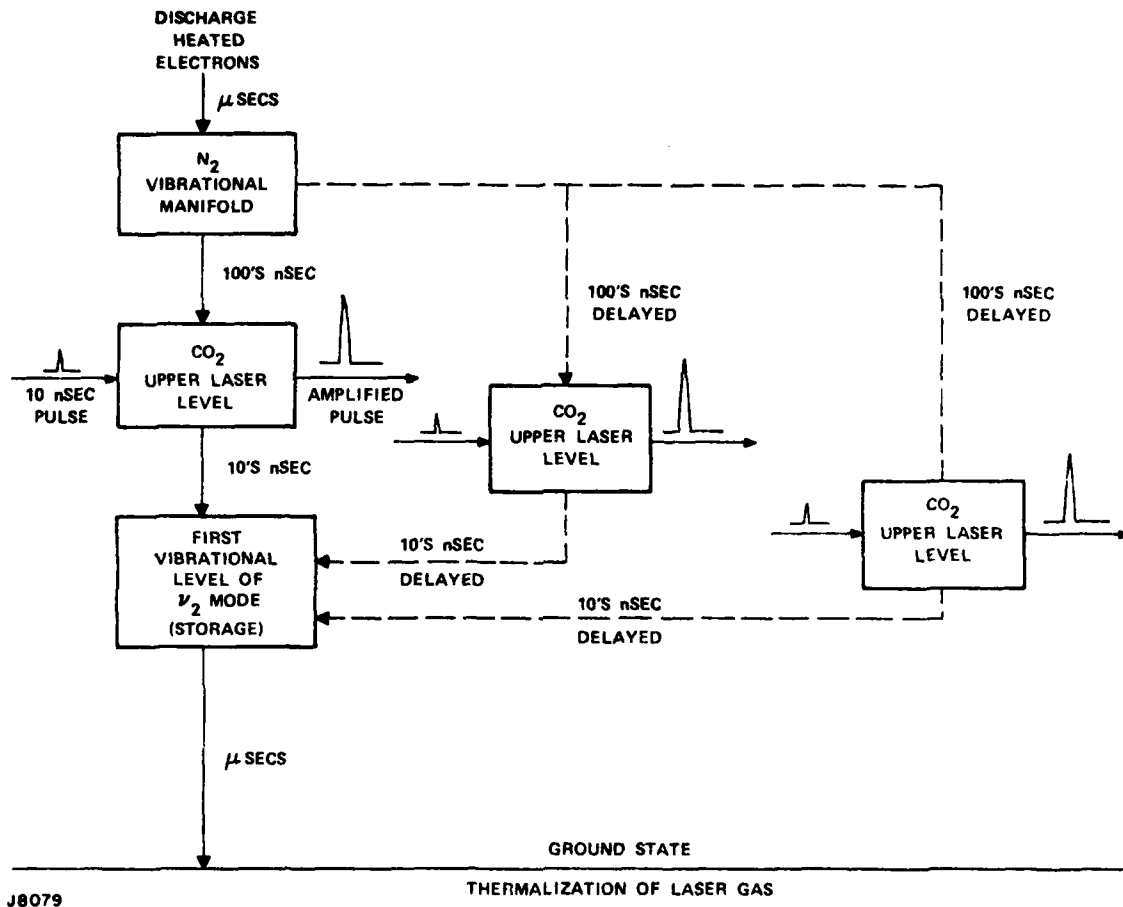 DISCHARGE
HEATED
ELECTRONS
μ SECS
N2
VIBRATIONAL
MANIFOLD
100'S nSEC
100'S nSEC
DELAYED
100'S nSEC
DELAYED
CO2
UPPER LASER
LEVEL
10 nSEC
PULSE
AMPLIFIED
PULSE
CO2
UPPER LASER
LEVEL
10'S nSEC
CO2
UPPER LASER
LEVEL
FIRST
VIBRATIONAL
LEVEL OF
ν2 MODE
(STORAGE)
10'S nSEC
DELAYED
10'S nSEC
DELAYED
μ SECS
GROUND STATE
THERMALIZATION OF LASER GAS
J8079